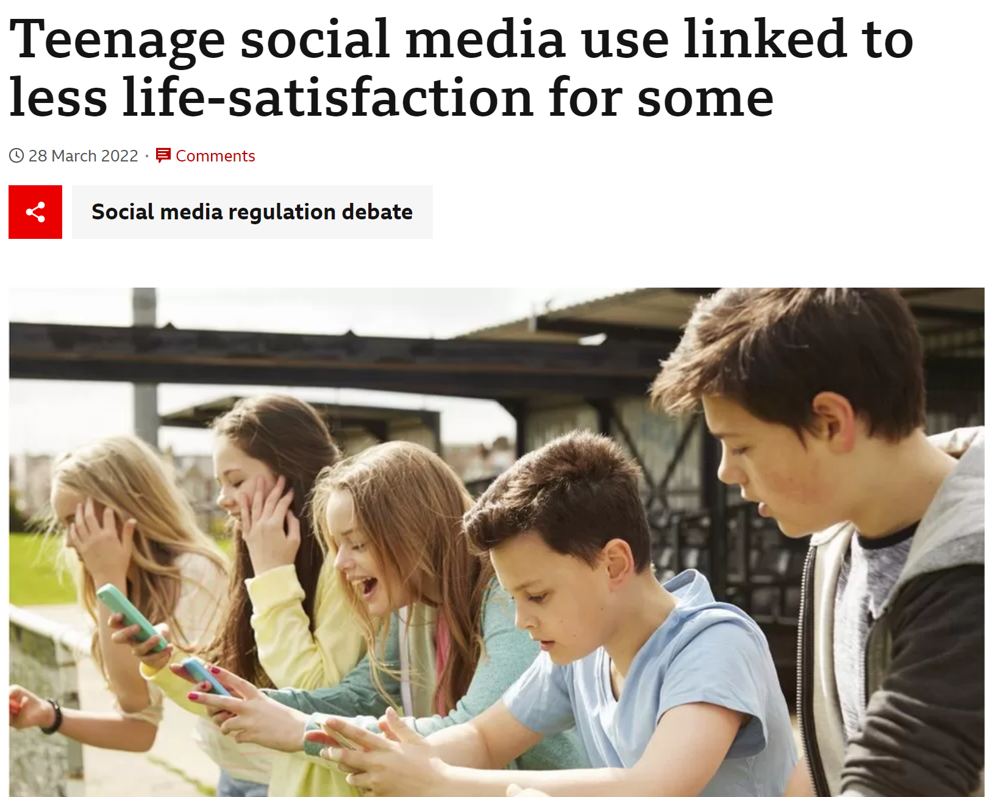 Teenage social media use linked to
less life-satisfaction for some
28 March 2022 · Comments
Social media regulation debate